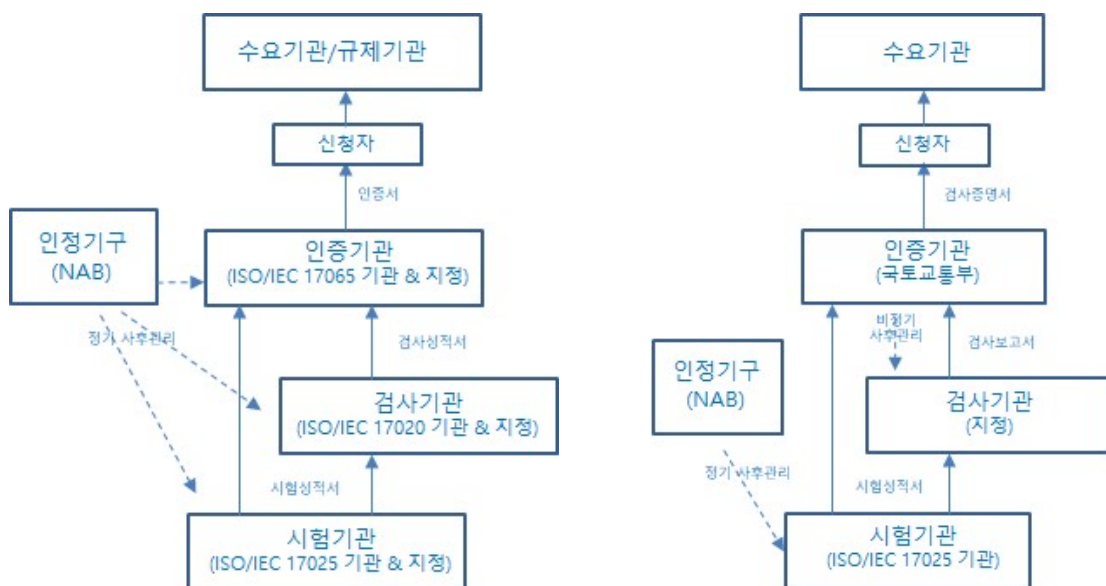 수요기관/규제기관
신청자
인증서
인정기구
(NAB)
인증기관
(ISO/IEC 17065 기관 & 지정)
정기 사후관리
검사성적서
검사기관
(ISO/IEC 17020 기관 & 지정)
시험성적서
시험기관
(ISO/IEC 17025 기관 & 지정)
수요기관
신청자
검사증명서
인증기관
(국토교통부)
비정기
사후관리
검사보고서
인정기구
(NAB)
검사기관
(지정)
정기 사후관리
시험성적서
시험기관
(ISO/IEC 17025 기관)